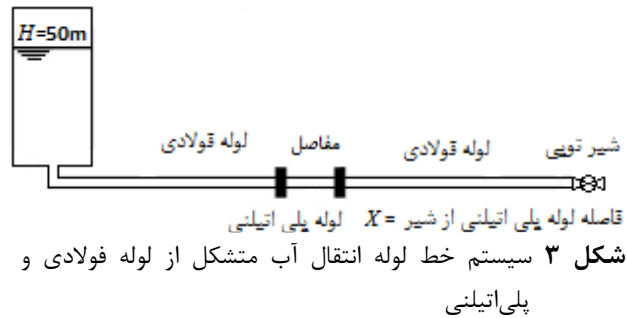 H=50m
لوله قولادی
مفاصل
لوله قولادی
شیر توپی
لوله پلی اتیلنی
قاصله لوله پلی اتیلنی از شیر = X
شکل ۳ سیستم خط لوله انتقال آب متشکل از لوله فولادی و
پلی‌اتیلنی